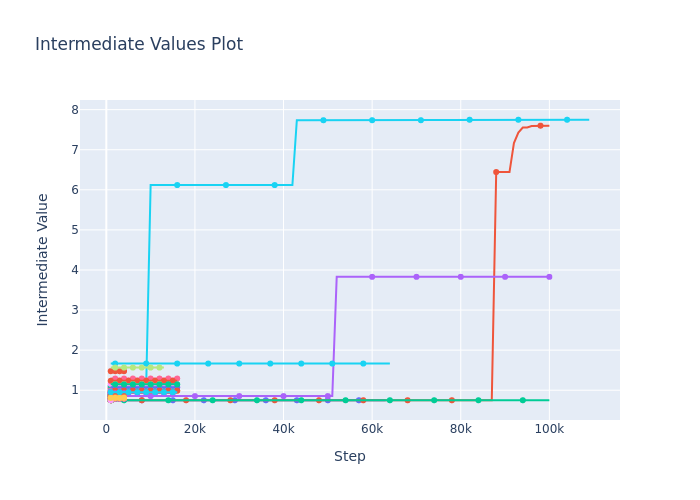 Intermediate Values Plot
8
7
6
5
4
3
2
1
Intermediate Value
0 20k 40k 60k 80k 100k
Step